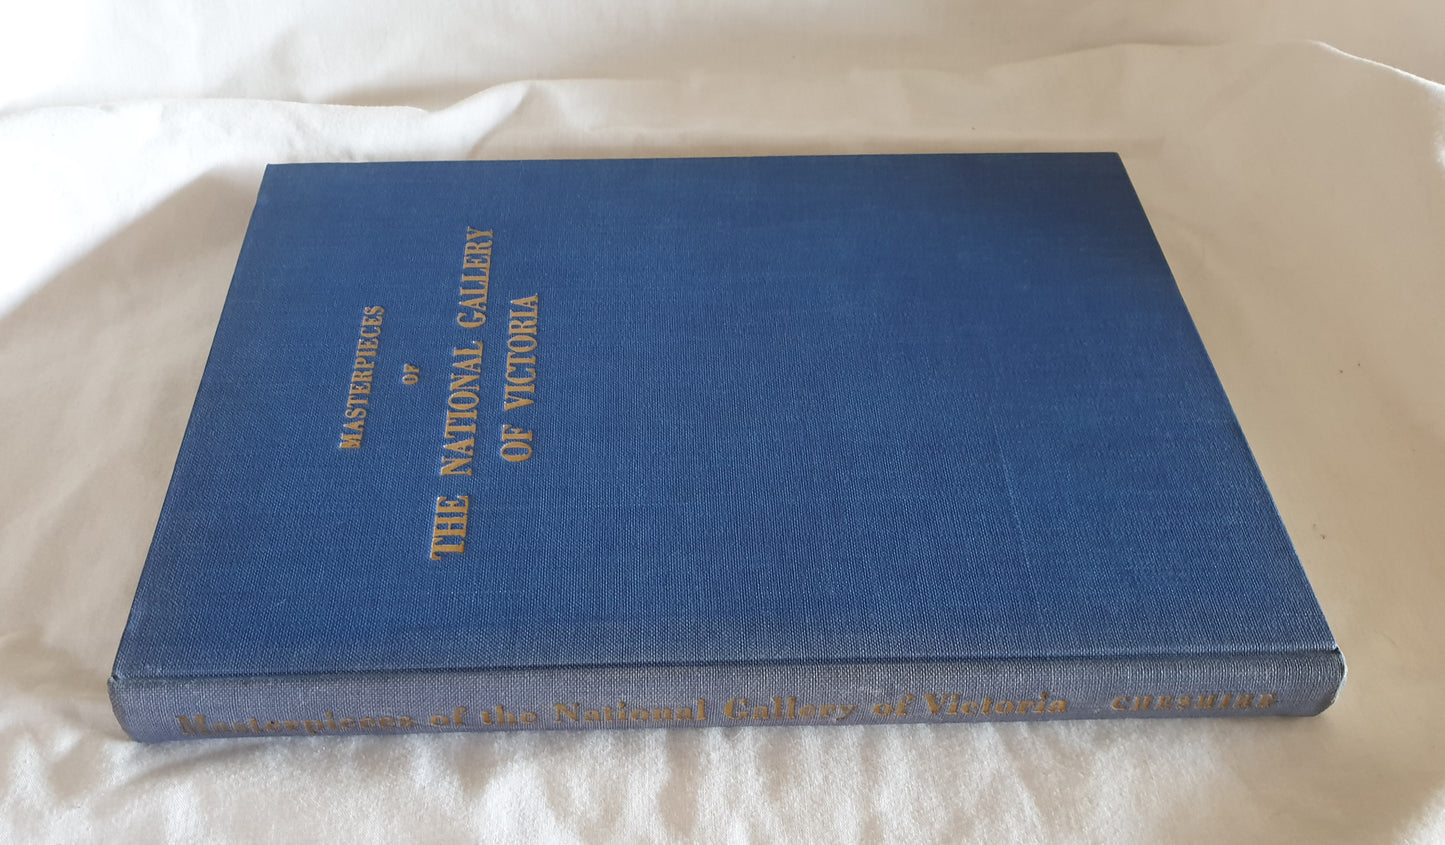 MASTERPIECES
OF
THE NATIONAL GALLERY
OF VICTORIA
Masterpieces of the National Gallery of Victoria CHESHIRE